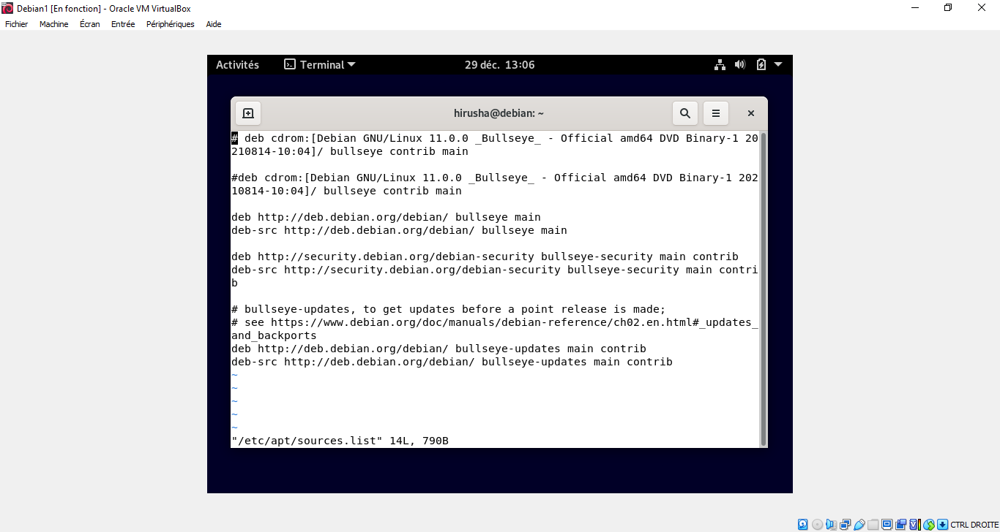 Debian1 [En fonction] - Oracle VM VirtualBox
Fichier Machine Écran Entrée Périphériques Aide
Activités Terminal 29 déc. 13:06
hirusha@debian: ~
# deb cdrom:[Debian GNU/Linux 11.0.0 _Bullseye_ - Official amd64 DVD Binary-1 20
210814-10:04]/ bullseye contrib main
#deb cdrom:[Debian GNU/Linux 11.0.0 _Bullseye_ - Official amd64 DVD Binary-1 202
10814-10:04]/ bullseye contrib main
deb http://deb.debian.org/debian/ bullseye main
deb-src http://deb.debian.org/debian/ bullseye main
deb http://security.debian.org/debian-security bullseye-security main contrib
deb-src http://security.debian.org/debian-security bullseye-security main contri
b
# bullseye-updates, to get updates before a point release is made;
# see https://www.debian.org/doc/manuals/debian-reference/ch02.en.html#_updates_
and_backports
deb http://deb.debian.org/debian/ bullseye-updates main contrib
deb-src http://deb.debian.org/debian/ bullseye-updates main contrib
~
~
~
~
~
"/etc/apt/sources.list" 14L, 790B
CTRL DROITE